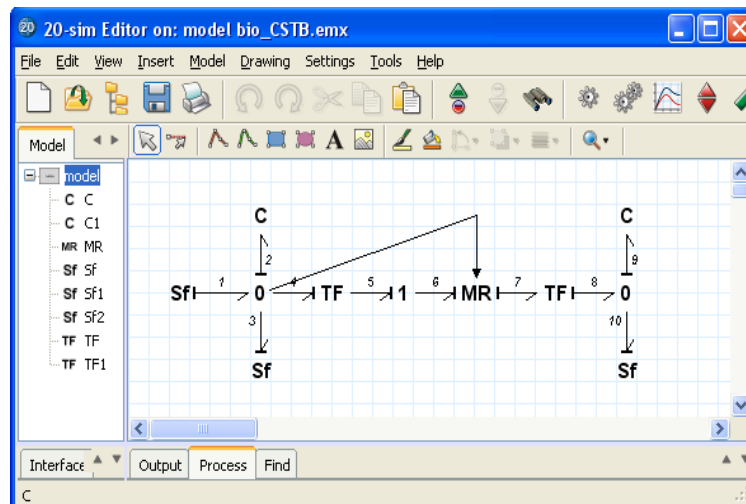 20-sim Editor on: model bio_CSTB.emx
File Edit View Insert Model Drawing Settings Tools Help
Model
A
model
C C
C C1
MR MR
Sf Sf
Sf Sf1
Sf Sf2
TF TF
TF TF1
C C
2 9
1 4 5 6 7 8
Sf 0 TF 1 MR TF 0
3 10
Sf Sf
Interface Output Process Find
C